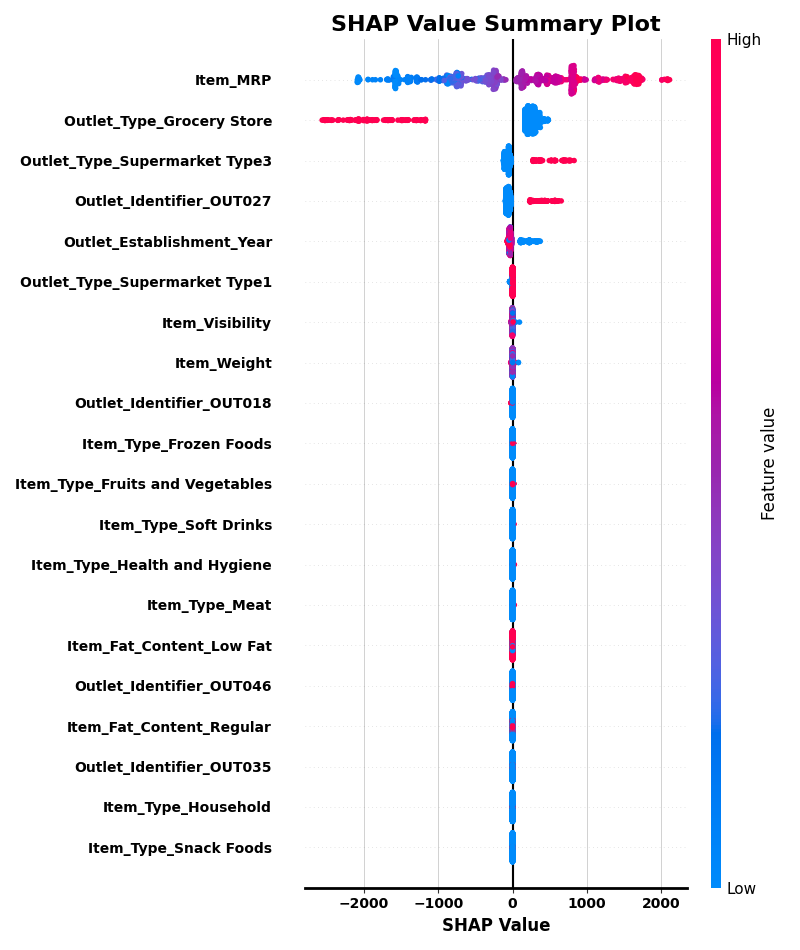 SHAP Value Summary Plot
High
Item_MRP
Outlet_Type_Grocery Store
Outlet_Type_Supermarket Type3
Outlet_Identifier_OUT027
Outlet_Establishment_Year
Outlet_Type_Supermarket Type1
Item_Visibility
Item_Weight
Outlet_Identifier_OUT018
Item_Type_Frozen Foods
Item_Type_Fruits and Vegetables
Item_Type_Soft Drinks
Item_Type_Health and Hygiene
Item_Type_Meat
Item_Fat_Content_Low Fat
Outlet_Identifier_OUT046
Item_Fat_Content_Regular
Outlet_Identifier_OUT035
Item_Type_Household
Item_Type_Snack Foods
Feature value
Low
−2000 −1000 0 1000 2000
SHAP Value